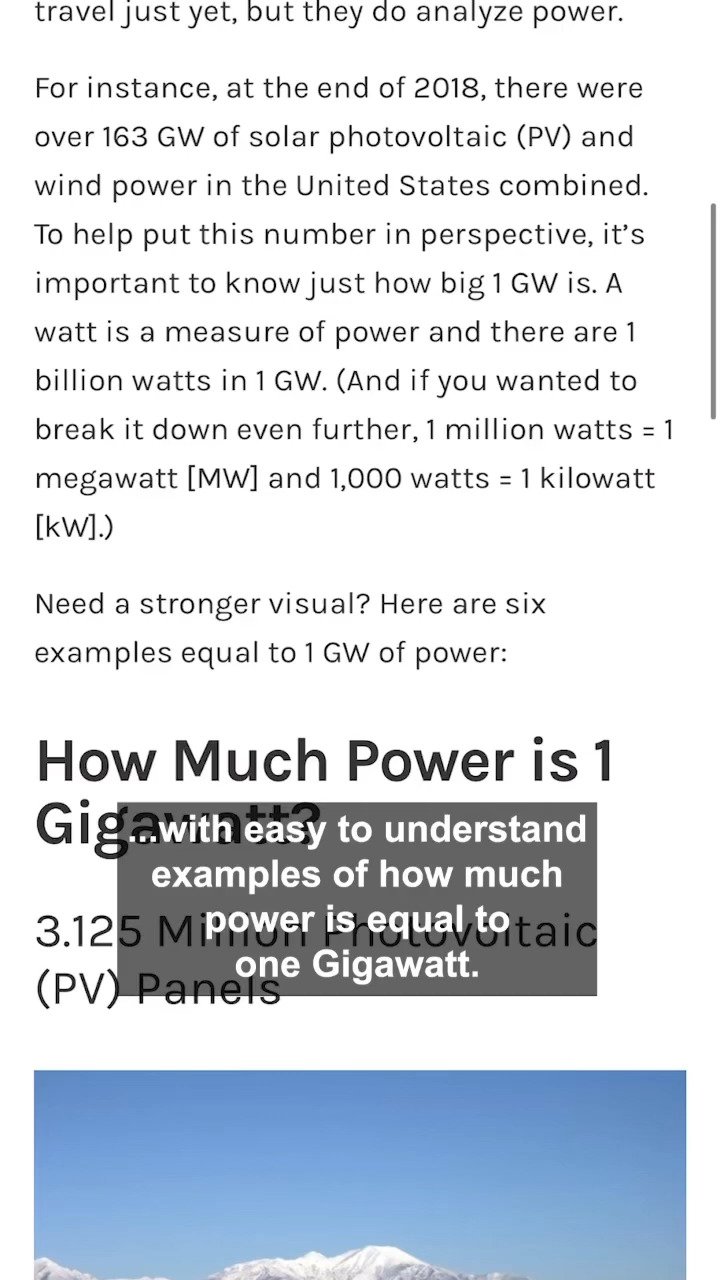 travel just yet, but they do analyze power.
For instance, at the end of 2018, there were
over 163 GW of solar photovoltaic (PV) and
wind power in the United States combined.
To help put this number in perspective, it’s
important to know just how big 1 GW is. A
watt is a measure of power and there are 1
billion watts in 1 GW. (And if you wanted to
break it down even further, 1 million watts = 1
megawatt [MW] and 1,000 watts = 1 kilowatt
[kW].)
Need a stronger visual? Here are six
examples equal to 1 GW of power:
How Much Power is 1
Gigawatt?
...with easy to understand
examples of how much
power is equal to
one Gigawatt.
3.125 Million Photovoltaic
(PV) Panels